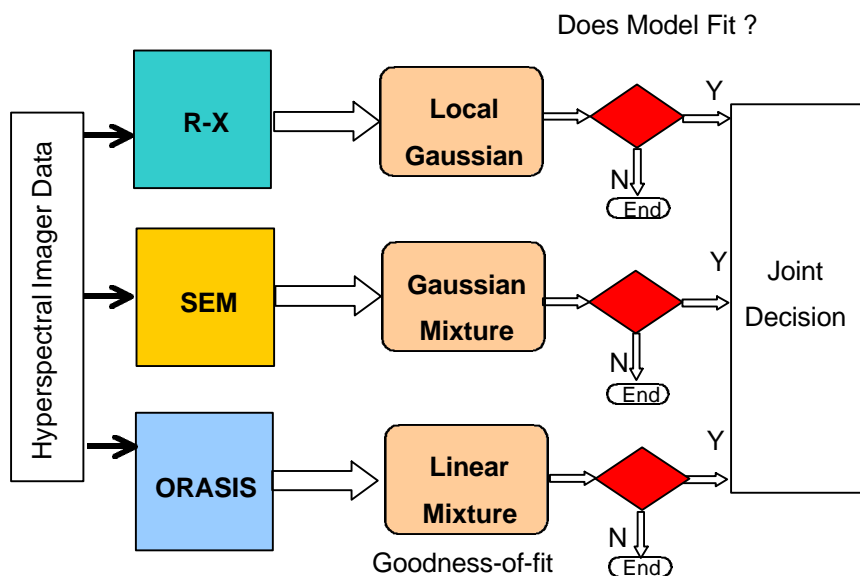 Does Model Fit ?
Hyperspectral Imager Data
R-X
Local
Gaussian
Y
N
End
SEM
Gaussian
Mixture
Y
N
End
Joint
Decision
ORASIS
Linear
Mixture
Y
N
End
Goodness-of-fit